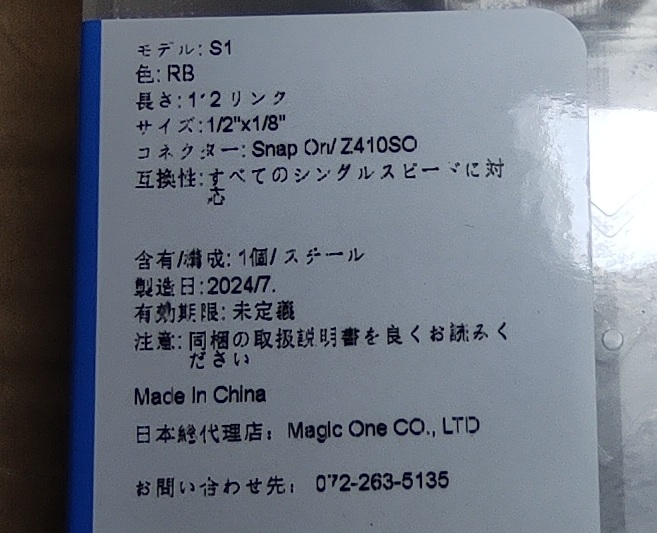 モデル: S1
色: RB
長さ: 112 リンク
サイズ:1/2"x1/8"
コネクター: Snap On/ Z410SO
互換性:すべてのシングルスピードに対
応
含有/構成: 1個/ スチール
製造日:2024/7.
有効期限: 未定義
注意: 同梱の取扱説明書を良くお読みく
ださい
Made In China
日本総代理店: Magic One CO., LTD
お問い合わせ先: 072-263-5135